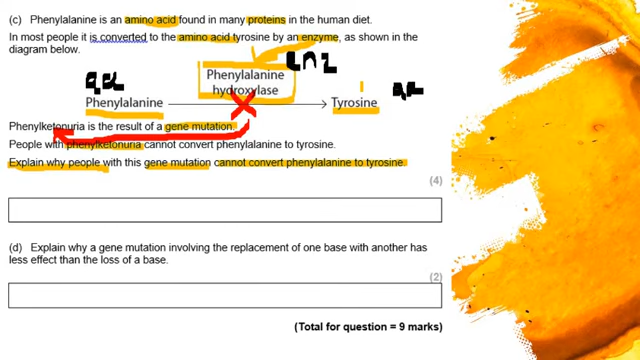 (c) Phenylalanine is an amino acid found in many proteins in the human diet.
In most people it is converted to the amino acid tyrosine by an enzyme, as shown in the
diagram below.
enz
aa
Phenylalanine
hydroxylase
aa
Phenylalanine
Tyrosine
Phenylketonuria is the result of a gene mutation.
People with phenylketonuria cannot convert phenylalanine to tyrosine.
Explain why people with this gene mutation cannot convert phenylalanine to tyrosine.
(4)
(d) Explain why a gene mutation involving the replacement of one base with another has
less effect than the loss of a base.
(2)
(Total for question = 9 marks)